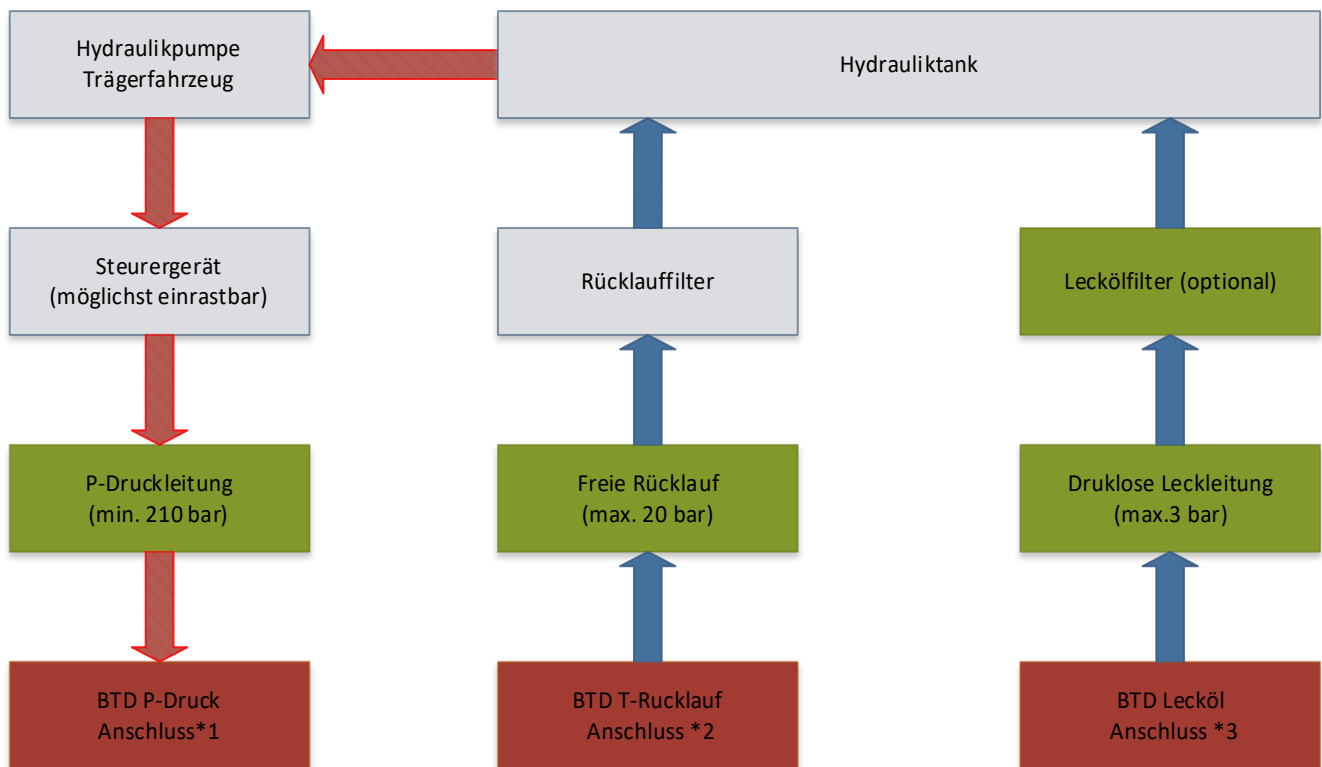 Hydraulikpumpe
Trägerfahrzeug
Hydrauliktank
Steurergerät
(möglichst einrastbar)
Rücklauffilter
Leckölfilter (optional)
P-Druckleitung
(min. 210 bar)
Freie Rücklauf
(max. 20 bar)
Druklose Leckleitung
(max.3 bar)
BTD P-Druck
Anschluss*1
BTD T-Rucklauf
Anschluss *2
BTD Lecköl
Anschluss *3